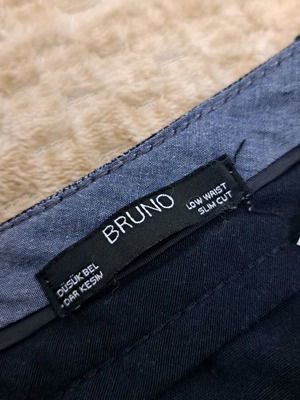 BRUNO
LOW WAIST
SLIM CUT
DÜŞÜK BEL
DAR KESİM